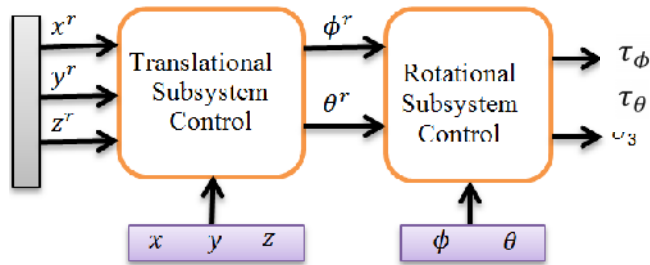 x^r
y^r
z^r
Translational
Subsystem
Control
ϕ^r
θ^r
Rotational
Subsystem
Control
τ_ϕ
τ_θ
x y z
ϕ θ